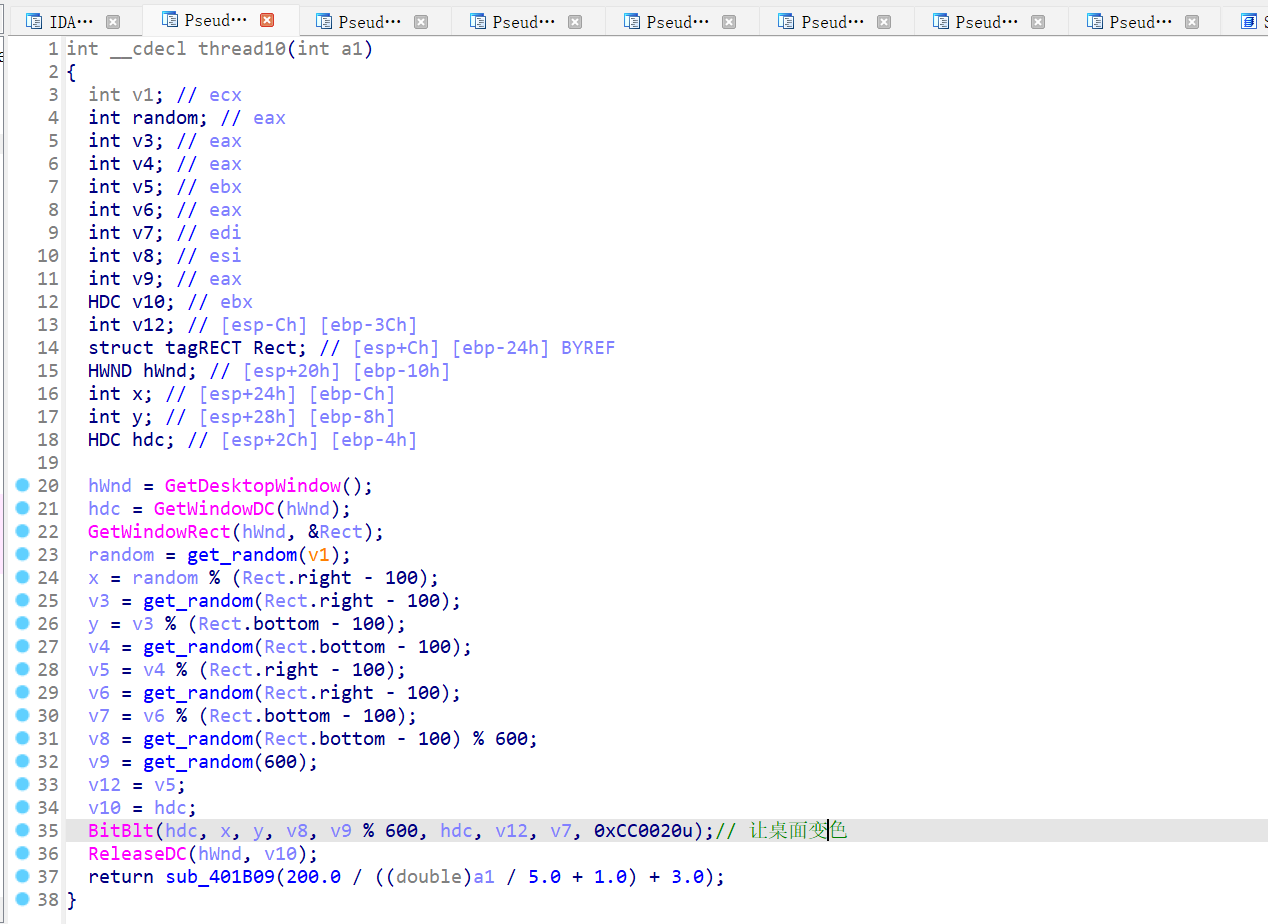 IDA··· Pseud··· Pseud··· Pseud··· Pseud··· Pseud··· Pseud··· Pseud···
1 int __cdecl thread10(int a1)
2 {
3 int v1; // ecx
4 int random; // eax
5 int v3; // eax
6 int v4; // eax
7 int v5; // ebx
8 int v6; // eax
9 int v7; // edi
10 int v8; // esi
11 int v9; // eax
12 HDC v10; // ebx
13 int v12; // [esp-Ch] [ebp-3Ch]
14 struct tagRECT Rect; // [esp+Ch] [ebp-24h] BYREF
15 HWND hWnd; // [esp+20h] [ebp-10h]
16 int x; // [esp+24h] [ebp-Ch]
17 int y; // [esp+28h] [ebp-8h]
18 HDC hdc; // [esp+2Ch] [ebp-4h]
19
20 hWnd = GetDesktopWindow();
21 hdc = GetWindowDC(hWnd);
22 GetWindowRect(hWnd, &Rect);
23 random = get_random(v1);
24 x = random % (Rect.right - 100);
25 v3 = get_random(Rect.right - 100);
26 y = v3 % (Rect.bottom - 100);
27 v4 = get_random(Rect.bottom - 100);
28 v5 = v4 % (Rect.right - 100);
29 v6 = get_random(Rect.right - 100);
30 v7 = v6 % (Rect.bottom - 100);
31 v8 = get_random(Rect.bottom - 100) % 600;
32 v9 = get_random(600);
33 v12 = v5;
34 v10 = hdc;
35 BitBlt(hdc, x, y, v8, v9 % 600, hdc, v12, v7, 0xCC0020u);// 让桌面变色
36 ReleaseDC(hWnd, v10);
37 return sub_401B09(200.0 / ((double)a1 / 5.0 + 1.0) + 3.0);
38 }